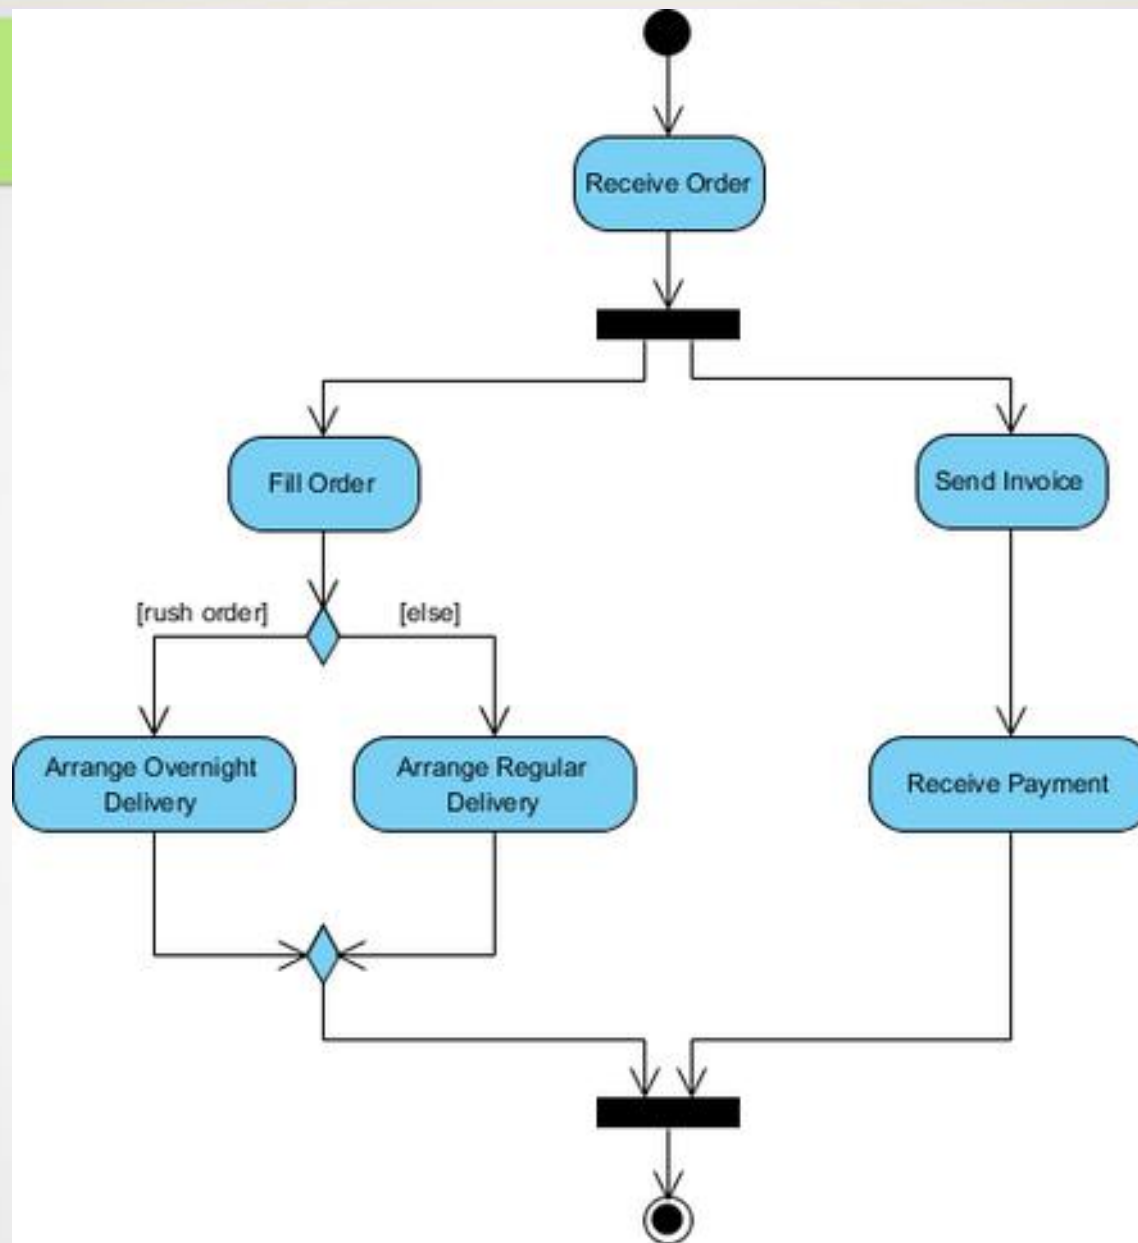 Receive Order
Fill Order
Send Invoice
[rush order]
[else]
Arrange Overnight
Delivery
Arrange Regular
Delivery
Receive Payment